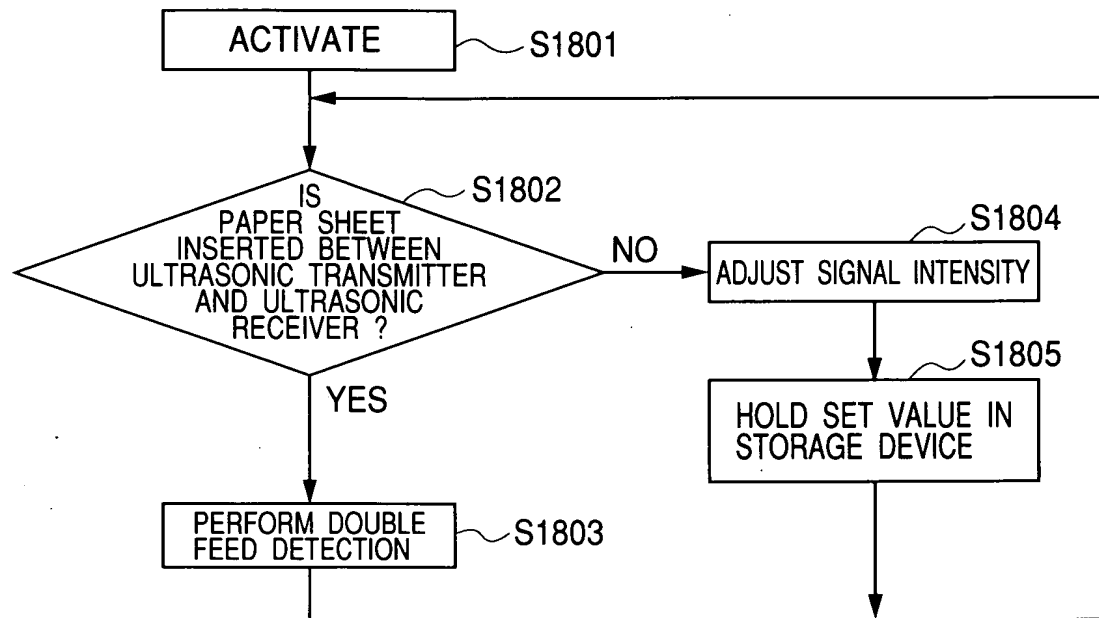 ACTIVATE
S1801
IS
PAPER SHEET
INSERTED BETWEEN
ULTRASONIC TRANSMITTER
AND ULTRASONIC
RECEIVER ?
S1802
NO
S1804
ADJUST SIGNAL INTENSITY
YES
S1805
HOLD SET VALUE IN
STORAGE DEVICE
PERFORM DOUBLE
FEED DETECTION
S1803